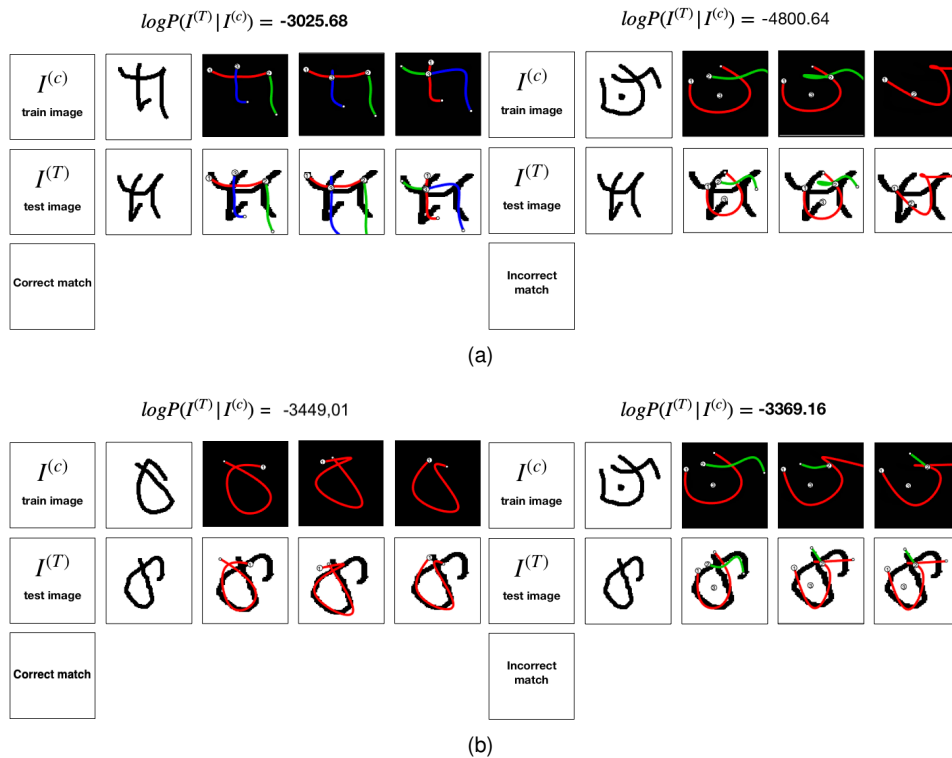 logP(I^(T)|I^(c)) = -3025.68
logP(I^(T)|I^(c)) = -4800.64
I^(c)
train image
I^(c)
train image
I^(T)
test image
I^(T)
test image
Correct match
Incorrect
match
(a)
logP(I^(T)|I^(c)) = -3449,01
logP(I^(T)|I^(c)) = -3369.16
I^(c)
train image
I^(c)
train image
I^(T)
test image
I^(T)
test image
Correct match
Incorrect
match
(b)